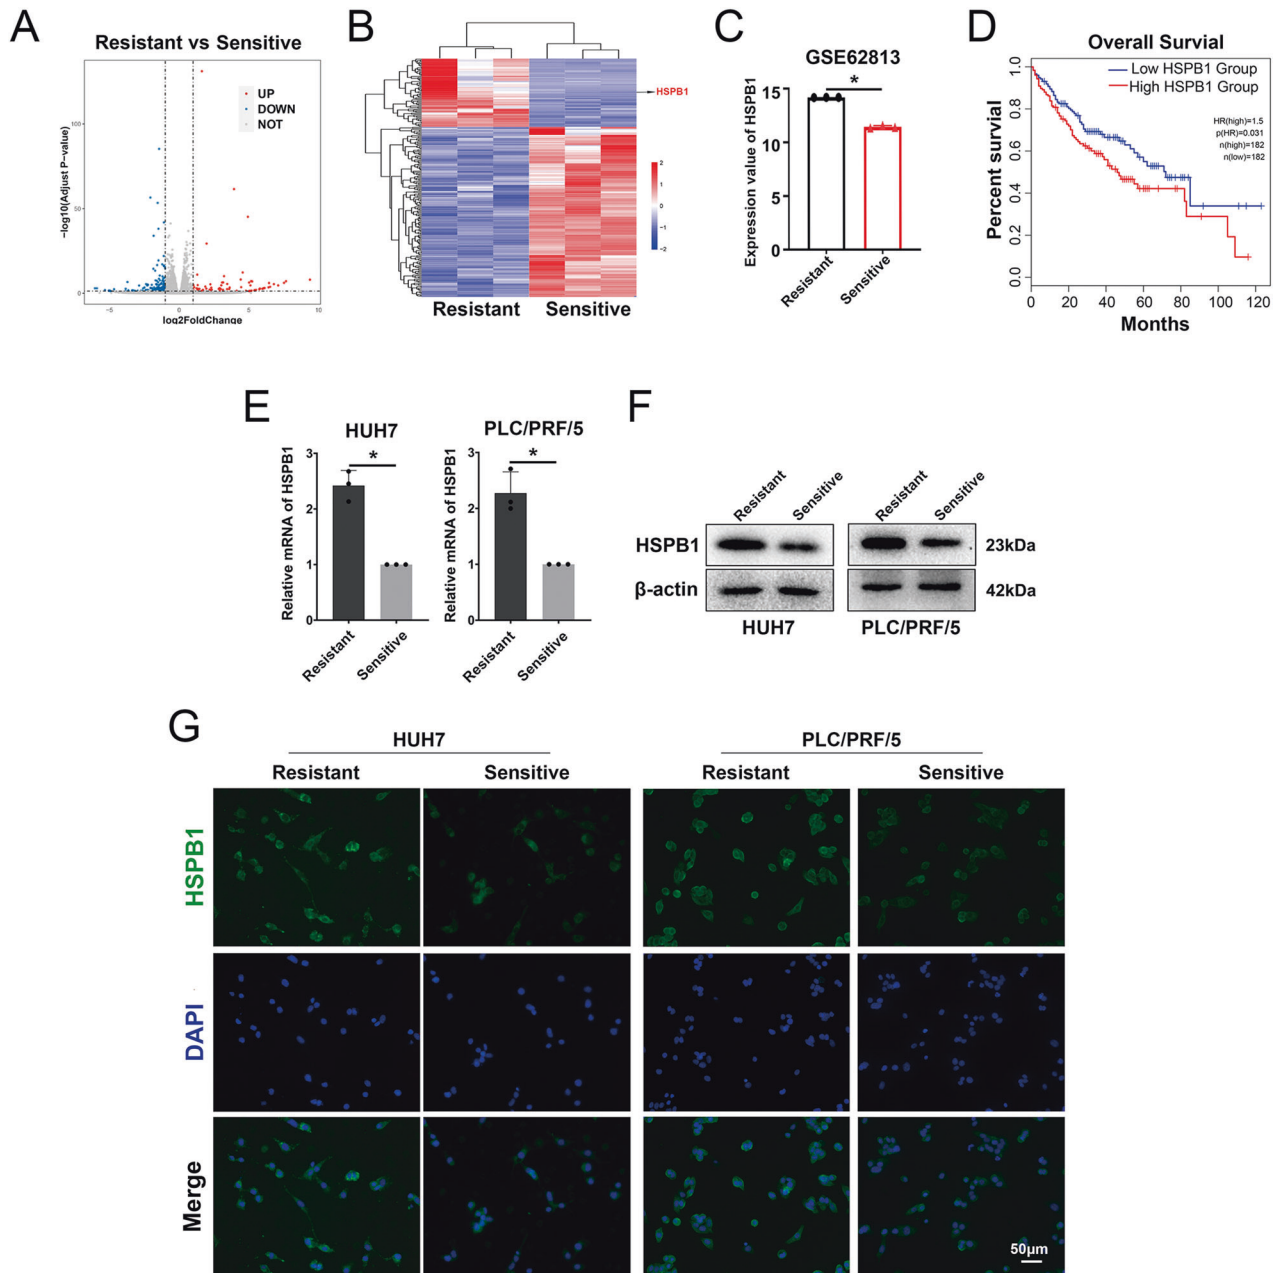 A
Resistant vs Sensitive
UP
DOWN
NOT
100
50
0
−log10(Adjust P-value)
−5
0
5
10
log2FoldChange
B
HSPB1
2
1
0
−1
−2
Resistant
Sensitive
C
GSE62813
*
15
10
5
0
Expression value of HSPB1
Resistant
Sensitive
D
Overall Survial
Low HSPB1 Group
High HSPB1 Group
HR(high)=1.5
p(HR)=0.031
n(high)=182
n(low)=182
1.0
0.8
0.6
0.4
0.2
0.0
Percent survial
0 20 40 60 80 100 120
Months
E
HUH7
*
3
2
1
0
Relative mRNA of HSPB1
Resistant
Sensitive
PLC/PRF/5
*
3
2
1
0
Relative mRNA of HSPB1
Resistant
Sensitive
F
Resistant
Sensitive
Resistant
Sensitive
HSPB1
23kDa
β-actin
42kDa
HUH7
PLC/PRF/5
G
HUH7
PLC/PRF/5
Resistant
Sensitive
Resistant
Sensitive
HSPB1
DAPI
Merge
50μm